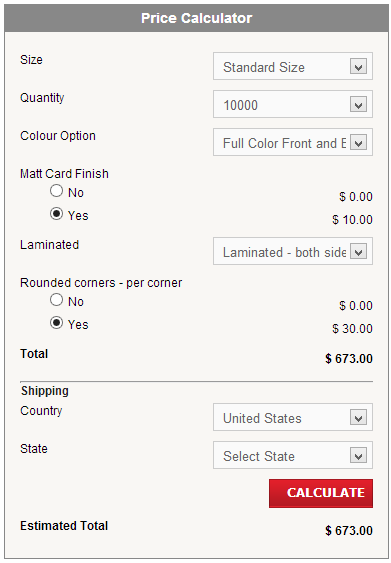 Price Calculator
Size Standard Size
Quantity 10000
Colour Option Full Color Front and E
Matt Card Finish
No $ 0.00
Yes $ 10.00
Laminated Laminated - both side
Rounded corners - per corner
No $ 0.00
Yes $ 30.00
Total $ 673.00
Shipping
Country United States
State Select State
CALCULATE
Estimated Total $ 673.00